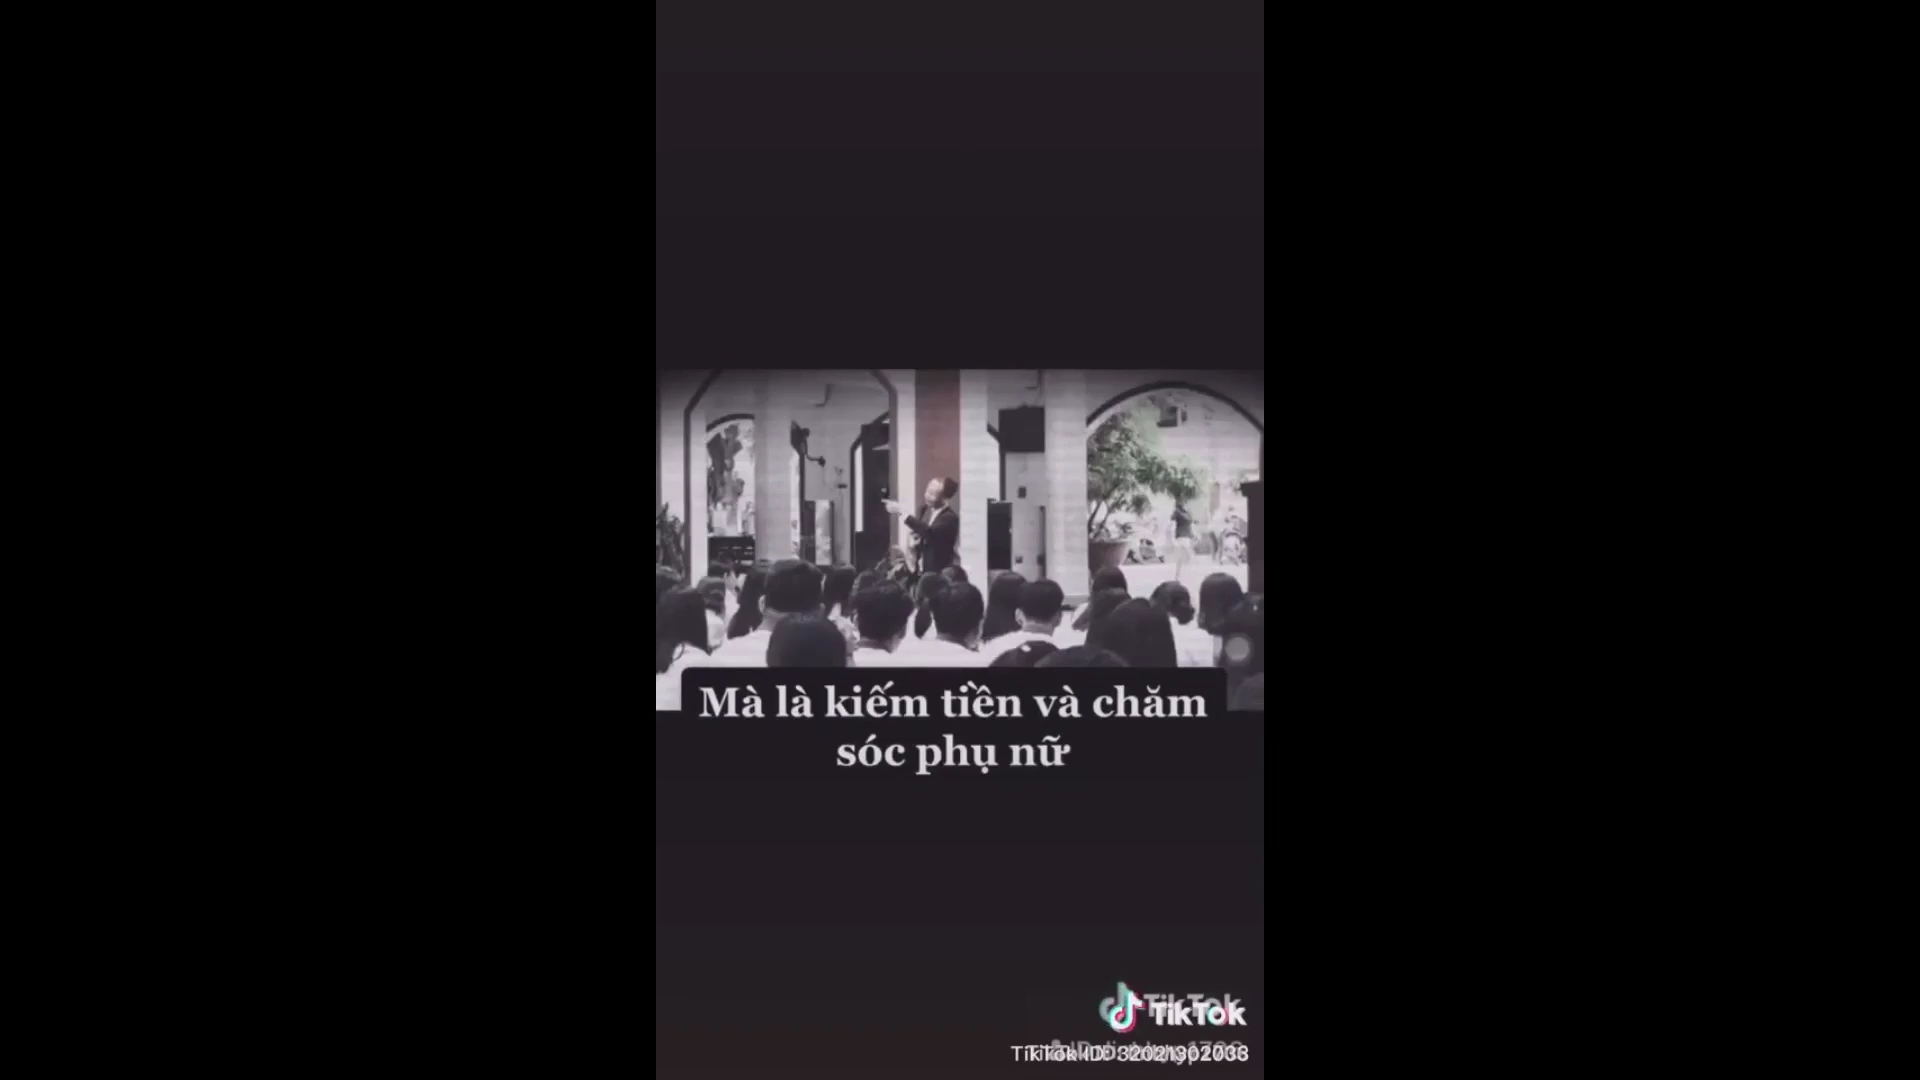 Mà là kiếm tiền và chăm
sóc phụ nữ
TikTok